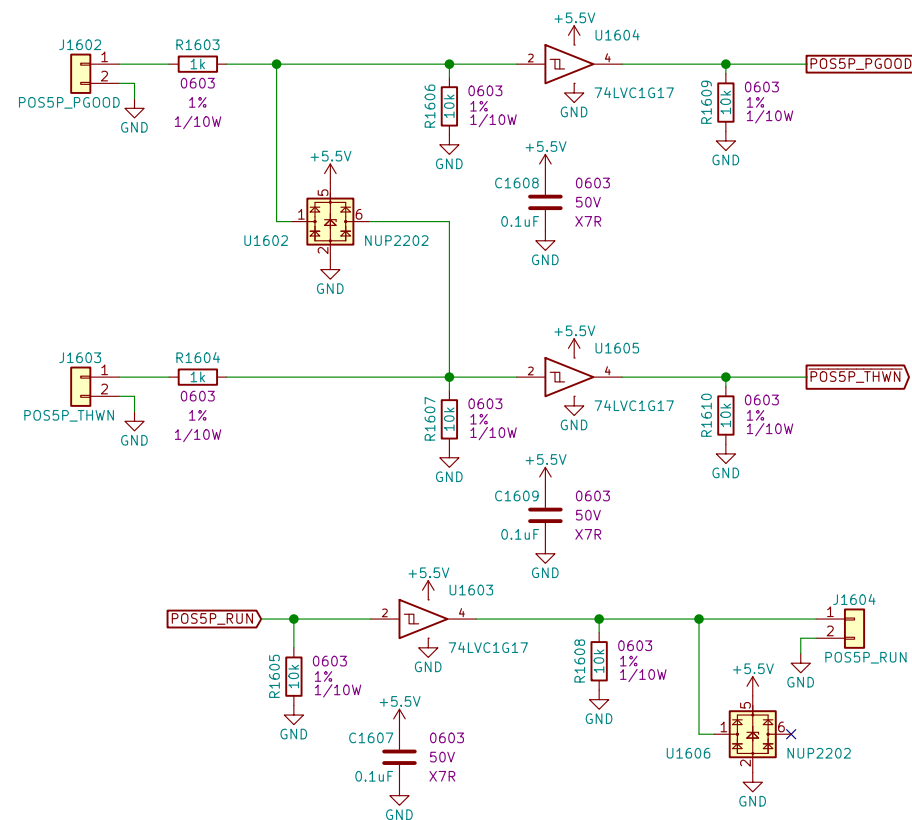 J1602
1
2
POS5P_PGOOD
GND
R1603
1k
0603
1%
1/10W
R1606
10k
0603
1%
1/10W
GND
+5.5V
U1604
2
4
GND
74LVC1G17
R1609
10k
0603
1%
1/10W
GND
POS5P_PGOOD
+5.5V
C1608
0603
50V
0.1uF
X7R
GND
+5.5V
5
1
6
2
U1602
NUP2202
GND
J1603
1
2
POS5P_THWN
GND
R1604
1k
0603
1%
1/10W
R1607
10k
0603
1%
1/10W
GND
+5.5V
U1605
2
4
GND
74LVC1G17
R1610
10k
0603
1%
1/10W
GND
POS5P_THWN
+5.5V
C1609
0603
50V
0.1uF
X7R
GND
POS5P_RUN
R1605
10k
0603
1%
1/10W
GND
+5.5V
U1603
2
4
GND
74LVC1G17
R1608
10k
0603
1%
1/10W
GND
J1604
1
2
POS5P_RUN
GND
+5.5V
C1607
0603
50V
0.1uF
X7R
GND
+5.5V
5
1
6
2
U1606
NUP2202
GND